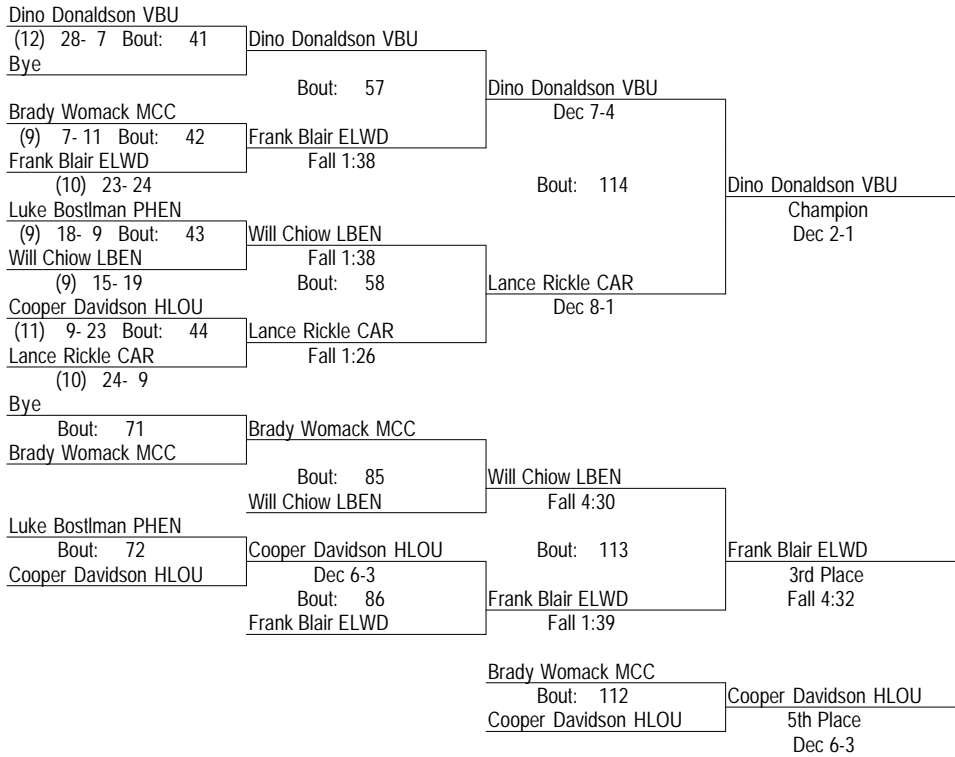 Dino Donaldson VBU
(12) 28- 7 Bout: 41
Dino Donaldson VBU
Bye
Bout: 57
Dino Donaldson VBU
Brady Womack MCC
Dec 7-4
(9) 7- 11 Bout: 42
Frank Blair ELWD
Frank Blair ELWD
Fall 1:38
(10) 23- 24
Bout: 114
Dino Donaldson VBU
Luke Bostlman PHEN
Champion
(9) 18- 9 Bout: 43
Will Chiow LBEN
Dec 2-1
Will Chiow LBEN
Fall 1:38
(9) 15- 19
Bout: 58
Lance Rickle CAR
Cooper Davidson HLOU
Dec 8-1
(11) 9- 23 Bout: 44
Lance Rickle CAR
Lance Rickle CAR
Fall 1:26
(10) 24- 9
Bye
Bout: 71
Brady Womack MCC
Brady Womack MCC
Bout: 85
Will Chiow LBEN
Will Chiow LBEN
Fall 4:30
Luke Bostlman PHEN
Bout: 72
Cooper Davidson HLOU
Bout: 113
Frank Blair ELWD
Cooper Davidson HLOU
Dec 6-3
3rd Place
Bout: 86
Frank Blair ELWD
Fall 4:32
Frank Blair ELWD
Fall 1:39
Brady Womack MCC
Bout: 112
Cooper Davidson HLOU
Cooper Davidson HLOU
5th Place
Dec 6-3